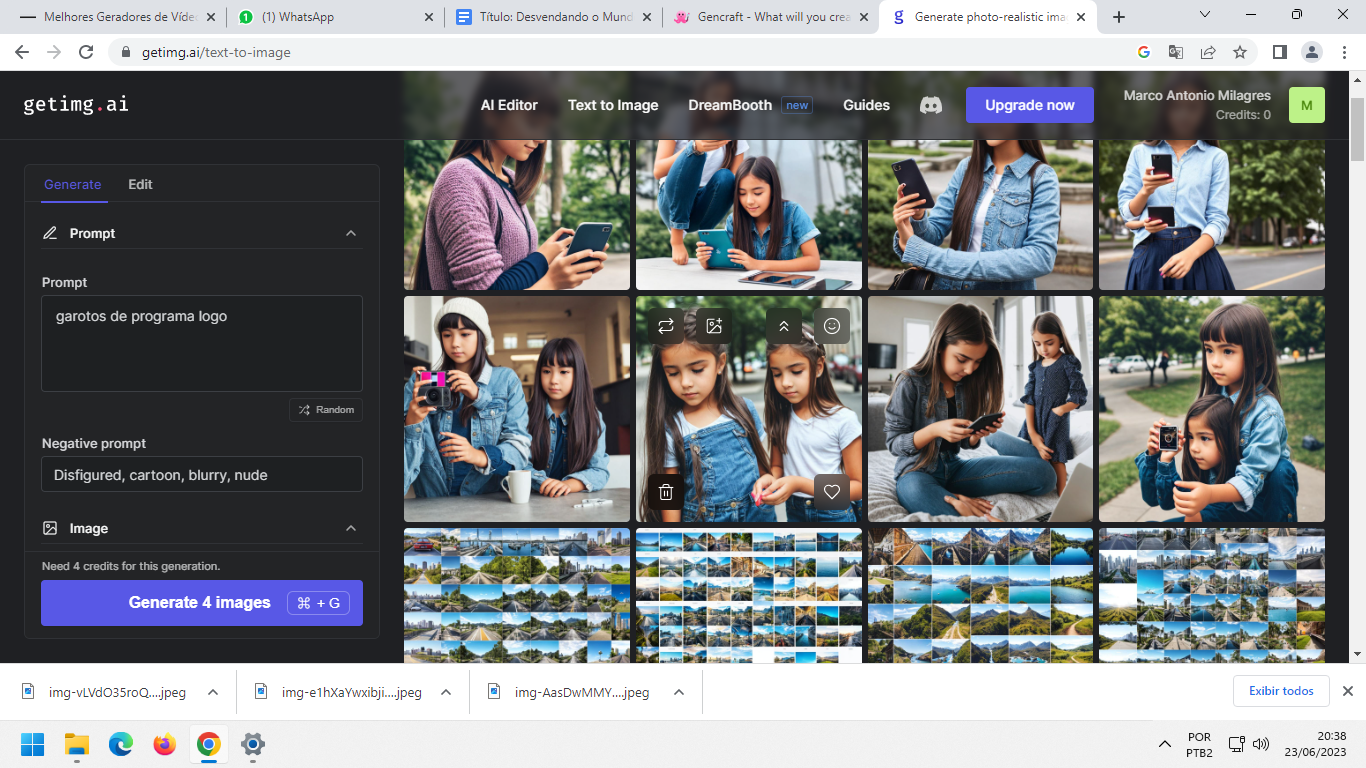 Melhores Geradores de Víde
(1) WhatsApp
Título: Desvendando o Mund
Gencraft - What will you crea
Generate photo-realistic ima
getimg.ai/text-to-image
getimg.ai
AI Editor
Text to Image
DreamBooth
new
Guides
Upgrade now
Marco Antonio Milagres
Credits: 0
M
Generate
Edit
Prompt
Prompt
garotos de programa logo
Random
Negative prompt
Disfigured, cartoon, blurry, nude
Image
Need 4 credits for this generation.
Generate 4 images
⌘ + G
img-vLVdO35roQ....jpeg
img-e1hXaYwxibji....jpeg
img-AasDwMMY....jpeg
Exibir todos
POR
PTB2
20:38
23/06/2023